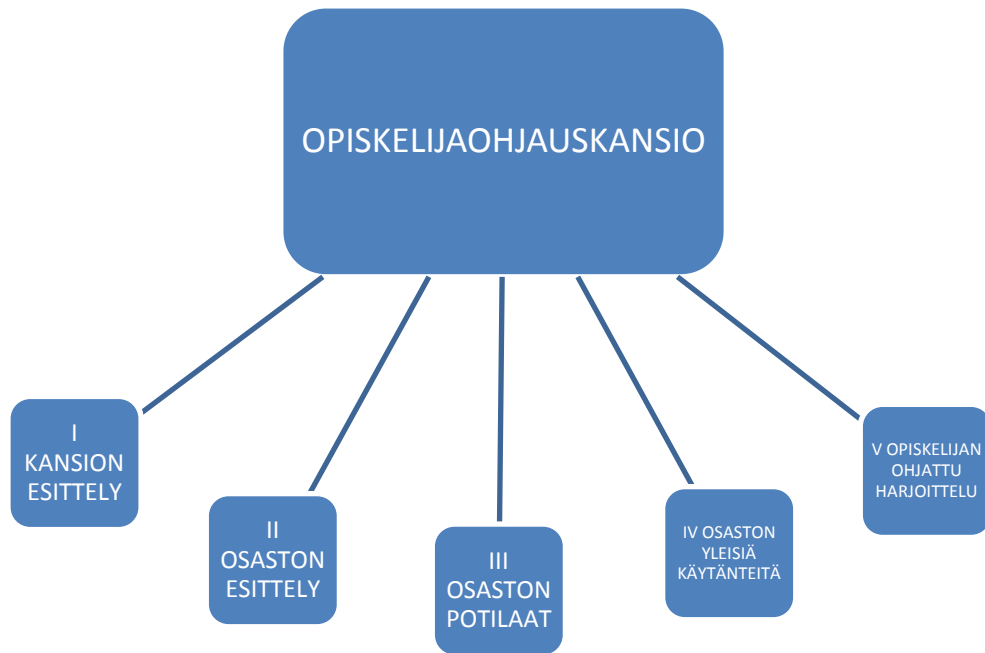 OPISKELIJAOHJAUSKANSIO
I
KANSION
ESITTELY
II
OSASTON
ESITTELY
III
OSASTON
POTILAAT
IV OSASTON
YLEISIÄ
KÄYTÄNTEITÄ
V OPISKELIJAN
OHJATTU
HARJOITTELU